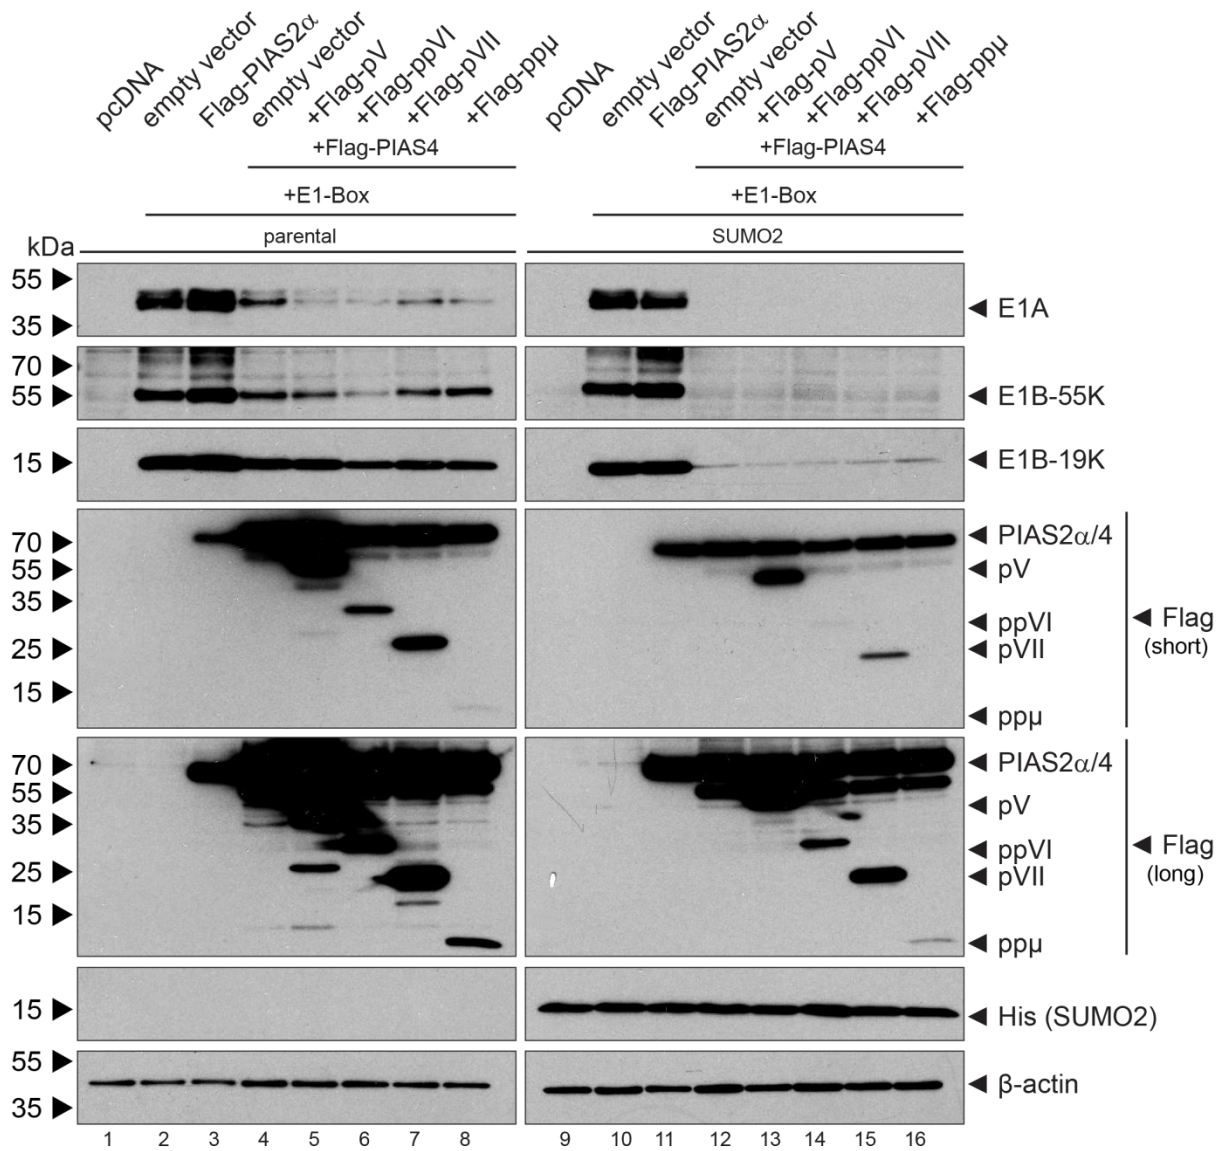 pcDNA
empty vector
Flag-PIAS2α
empty vector
+Flag-pV
+Flag-ppVI
+Flag-pVII
+Flag-ppµ
pcDNA
empty vector
Flag-PIAS2α
empty vector
+Flag-pV
+Flag-ppVI
+Flag-pVII
+Flag-ppµ
+Flag-PIAS4
+Flag-PIAS4
+E1-Box
+E1-Box
kDa
parental
SUMO2
55
35
E1A
70
55
E1B-55K
15
E1B-19K
70
55
35
25
15
PIAS2α/4
pV
ppVI
pVII
ppµ
Flag
(short)
70
55
35
25
15
PIAS2α/4
pV
ppVI
pVII
ppµ
Flag
(long)
15
His (SUMO2)
55
35
β-actin
1 2 3 4 5 6 7 8 9 10 11 12 13 14 15 16